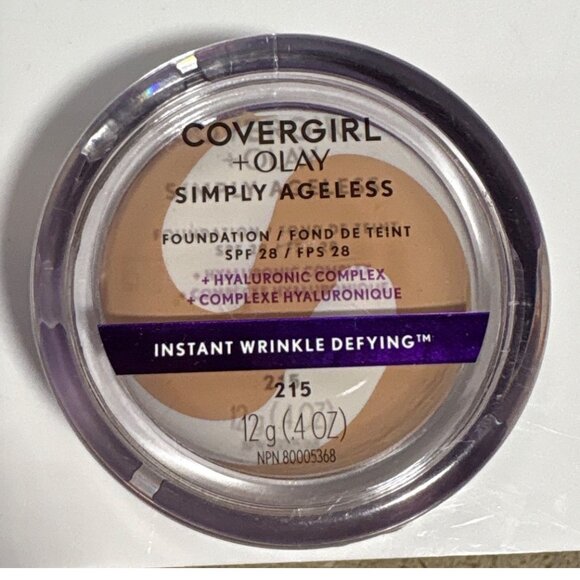 COVERGIRL
+OLAY
SIMPLY AGELESS
FOUNDATION / FOND DE TEINT
SPF 28 / FPS 28
+ HYALURONIC COMPLEX
+ COMPLEXE HYALURONIQUE
INSTANT WRINKLE DEFYING™
215
12 g (.4 OZ)
NPN 80005368